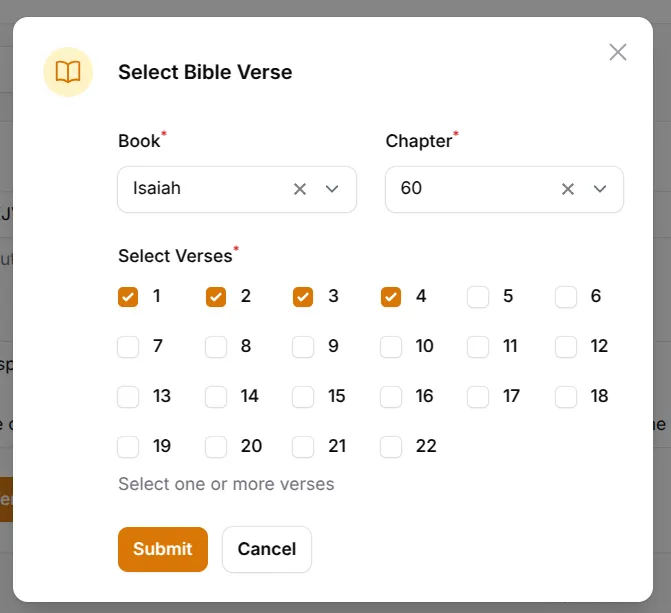 Select Bible Verse
Book* Chapter*
Isaiah 60
Select Verses*
1 2 3 4 5 6
7 8 9 10 11 12
13 14 15 16 17 18
19 20 21 22
Select one or more verses
Submit Cancel